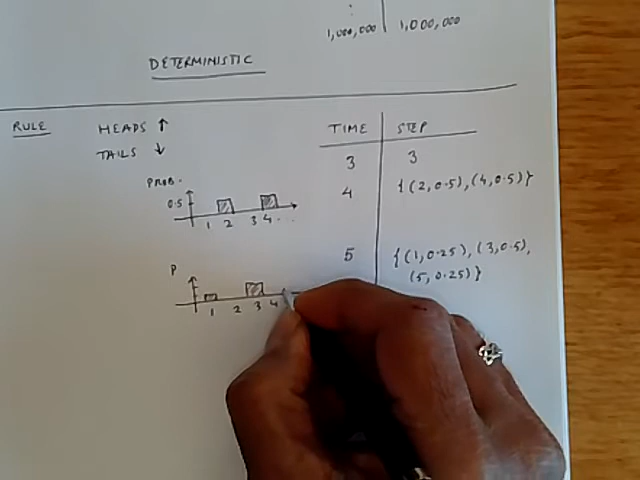 :
1,000,000 | 1,000,000
DETERMINISTIC
RULE HEADS ↑
TAILS ↓
TIME STEP
3 3
4 {(2,0.5),(4,0.5)}
5 {(1,0.25),(3,0.5),
(5,0.25)}
PROB.
0.5
1 2 3 4 ...
P
1 2 3 4